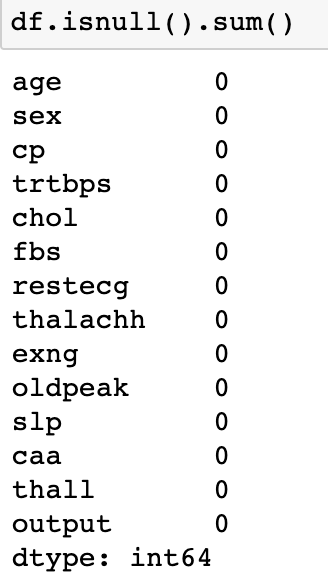 df.isnull().sum()
age 0
sex 0
cp 0
trtbps 0
chol 0
fbs 0
restecg 0
thalachh 0
exng 0
oldpeak 0
slp 0
caa 0
thall 0
output 0
dtype: int64